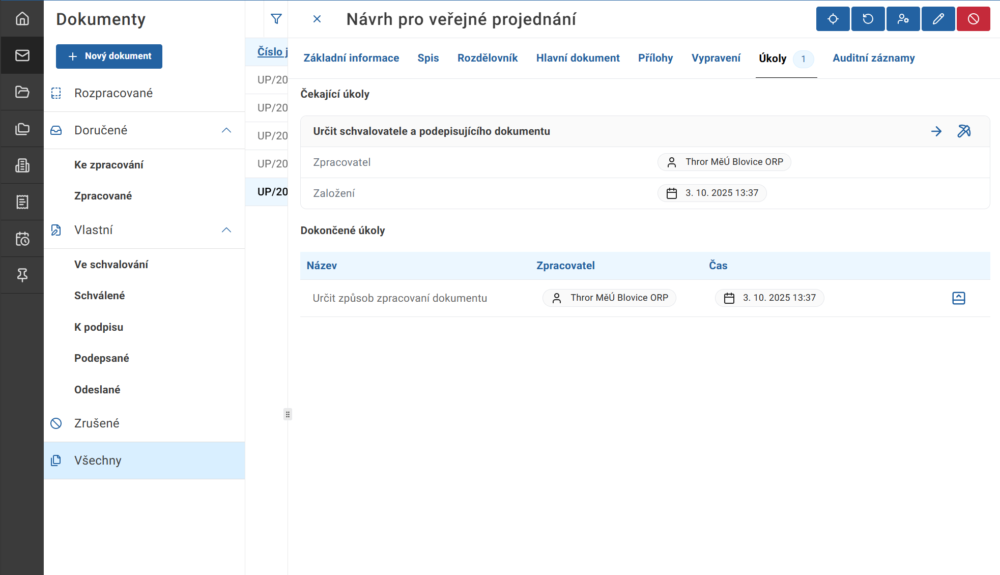 Dokumenty
Nový dokument
Rozpracované
Doručené
Ke zpracování
Zpracované
Vlastní
Ve schvalování
Schválené
K podpisu
Podepsané
Odeslané
Zrušené
Všechny
Číslo j
UP/20
UP/20
UP/20
UP/20
UP/20
Návrh pro veřejné projednání
Základní informace Spis Rozdělovník Hlavní dokument Přílohy Vypravení Úkoly 1 Auditní záznamy
Čekající úkoly
Určit schvalovatele a podepisujícího dokumentu
Zpracovatel Thror MěÚ Blovice ORP
Založení 3. 10. 2025 13:37
Dokončené úkoly
Název Zpracovatel Čas
Určit způsob zpracovaní dokumentu Thror MěÚ Blovice ORP 3. 10. 2025 13:37